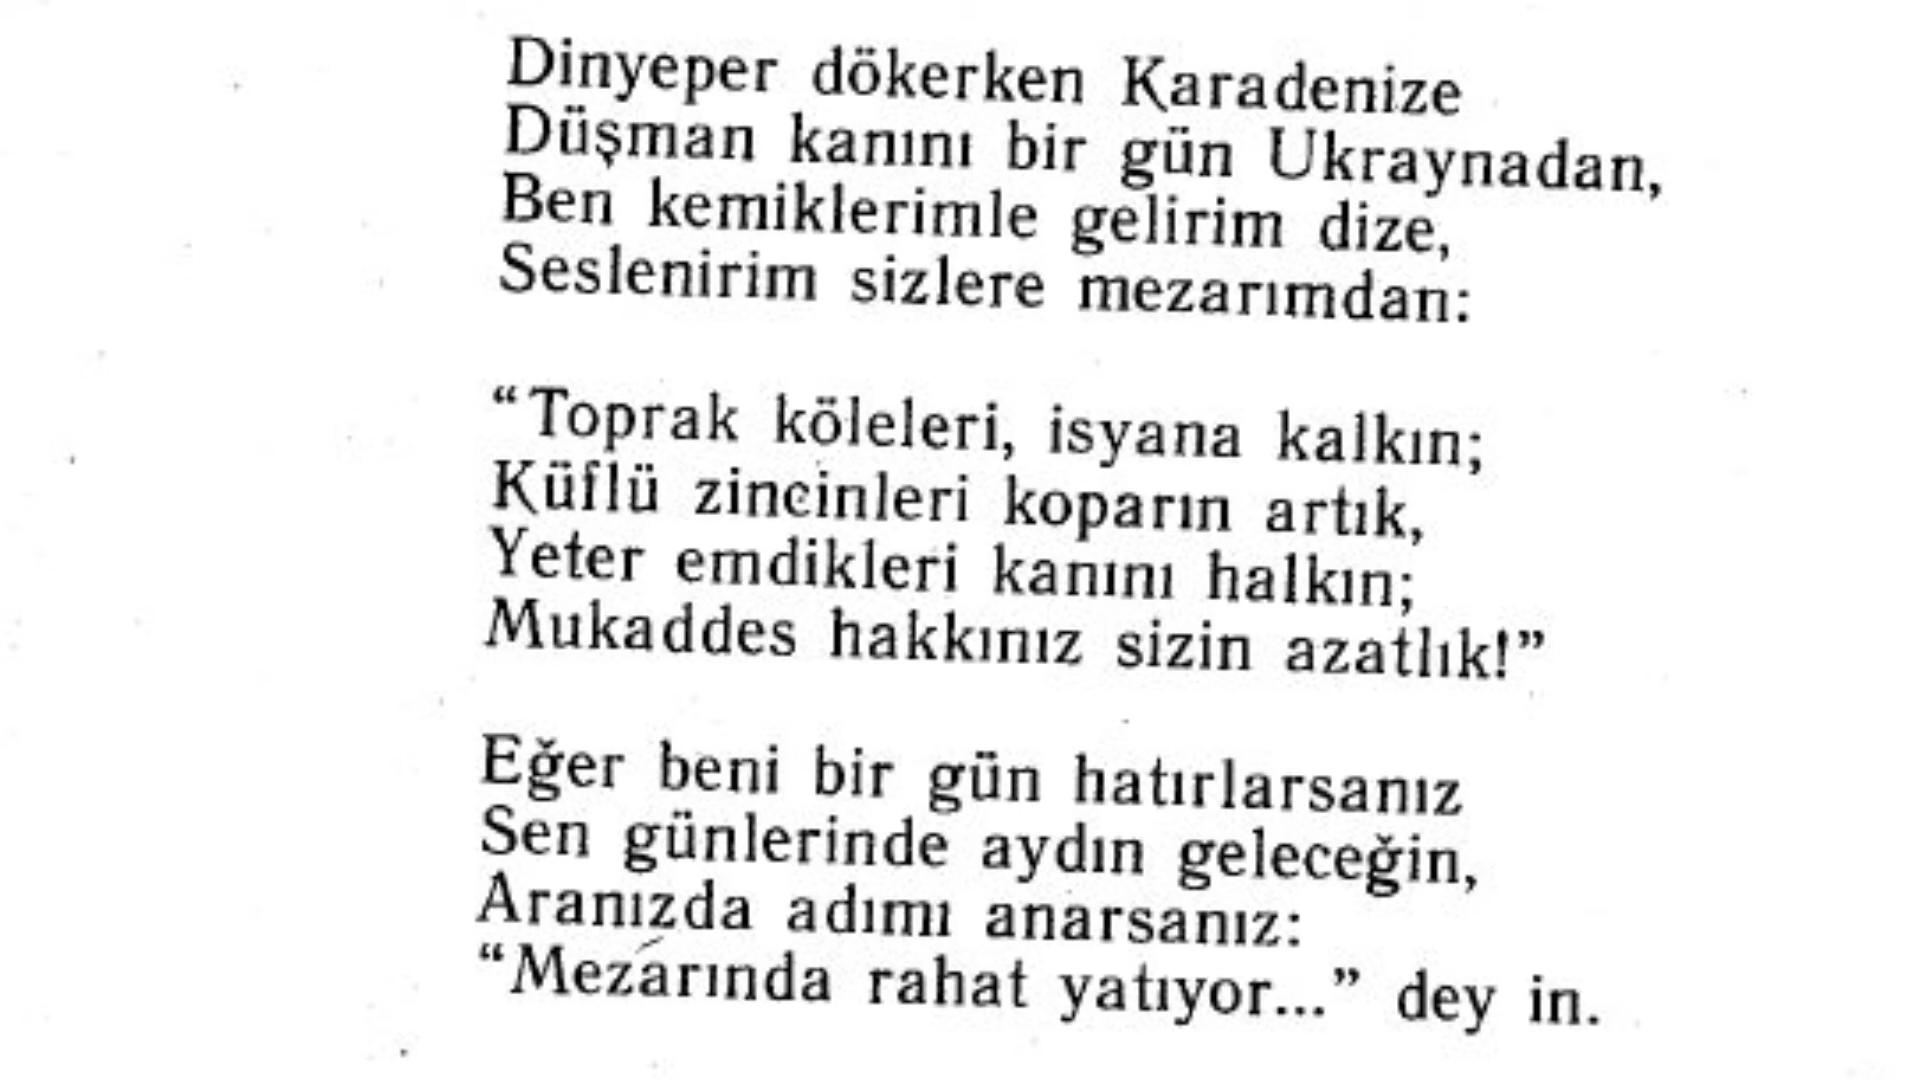 Dinyeper dökerken Karadenize
Düşman kanını bir gün Ukraynadan,
Ben kemiklerimle gelirim dize,
Seslenirim sizlere mezarımdan:
“Toprak köleleri, isyana kalkın;
Küflü zincinleri koparın artık,
Yeter emdikleri kanını halkın;
Mukaddes hakkınız sizin azatlık!”
Eğer beni bir gün hatırlarsanız
Sen günlerinde aydın geleceğin,
Aranızda adımı anarsanız:
“Mezarında rahat yatıyor...” dey in.